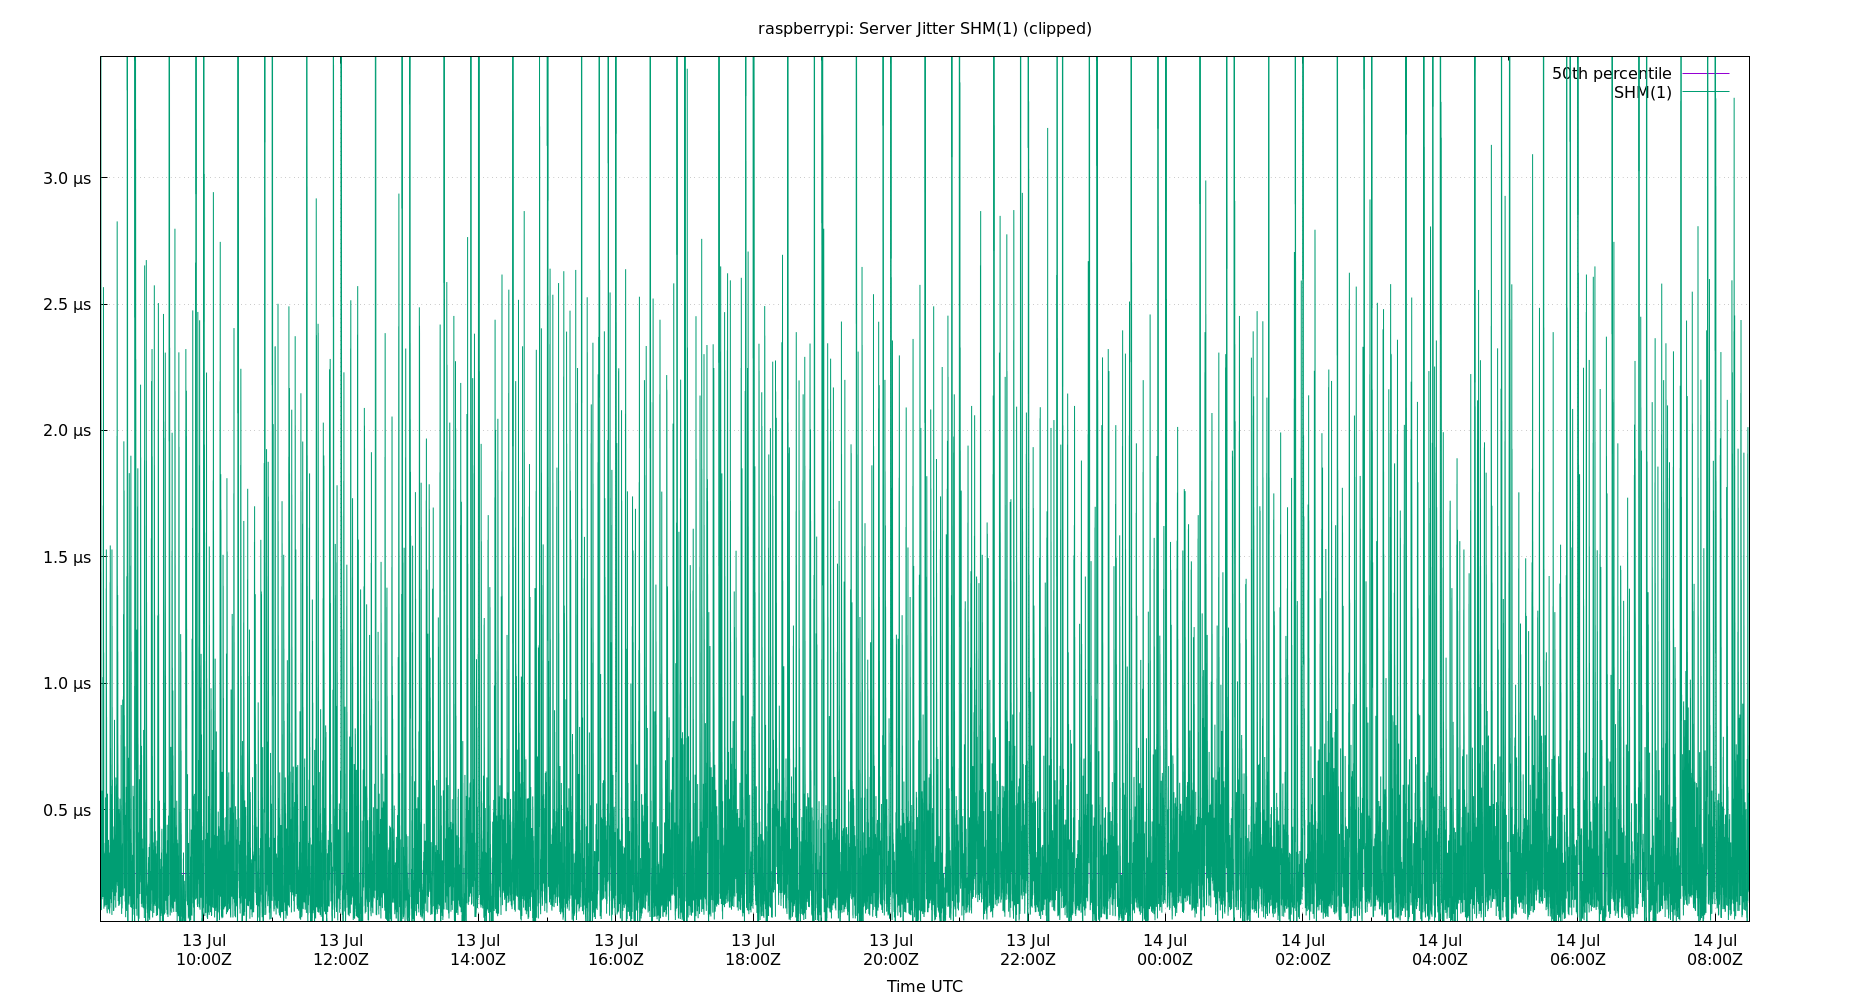 raspberrypi: Server Jitter SHM(1) (clipped)
50th percentile
SHM(1)
3.0 µs
2.5 µs
2.0 µs
1.5 µs
1.0 µs
0.5 µs
13 Jul 13 Jul 13 Jul 13 Jul 13 Jul 13 Jul 13 Jul 14 Jul 14 Jul 14 Jul 14 Jul 14 Jul
10:00Z 12:00Z 14:00Z 16:00Z 18:00Z 20:00Z 22:00Z 00:00Z 02:00Z 04:00Z 06:00Z 08:00Z
Time UTC